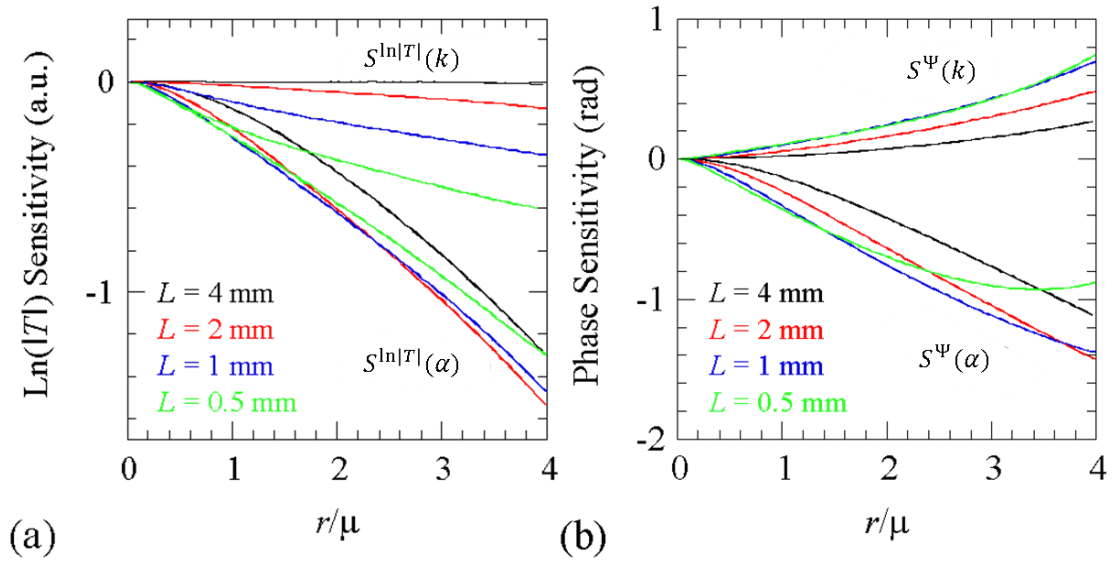 Ln(|T|) Sensitivity (a.u.)
0
-1
S^ln|T|(k)
L = 4 mm
L = 2 mm
L = 1 mm
L = 0.5 mm
S^ln|T|(α)
0 1 2 3 4
r/μ
(a)
Phase Sensitivity (rad)
1
0
-1
-2
S^Ψ(k)
L = 4 mm
L = 2 mm
L = 1 mm
L = 0.5 mm
S^Ψ(α)
0 1 2 3 4
r/μ
(b)